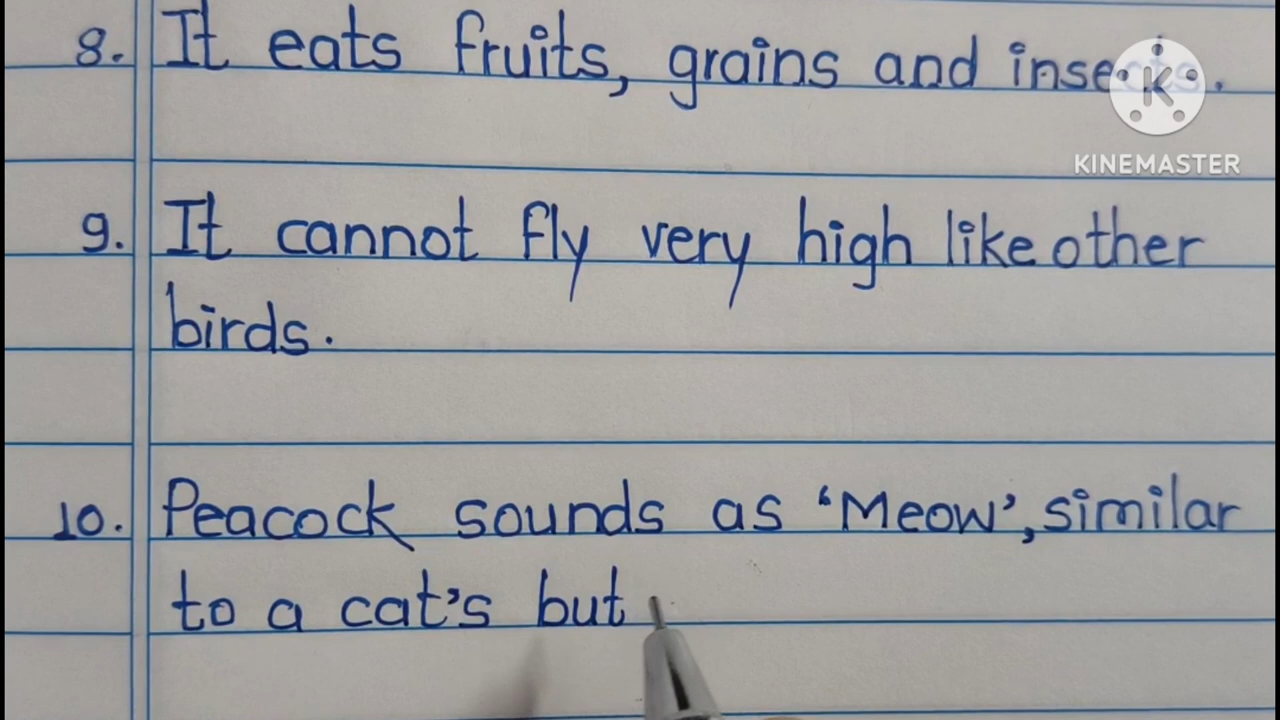 8. It eats fruits, grains and insects.
KINEMASTER
9. It cannot fly very high like other
birds.
10. Peacock sounds as 'Meow', similar
to a cat's but